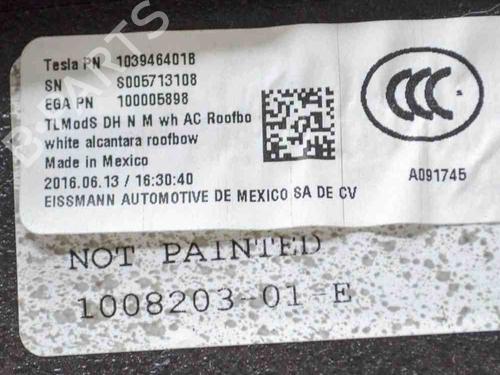 Tesla PN 103946401B
SN S005713108
EGA PN 100005898
TLModS DH N M wh AC Roofbo
white alcantara roofbow
Made in Mexico
2016.06.13 / 16:30:40
EISSMANN AUTOMOTIVE DE MEXICO SA DE CV
CCC
A091745
NOT PAINTED
1008203-01-E
B-PARTS